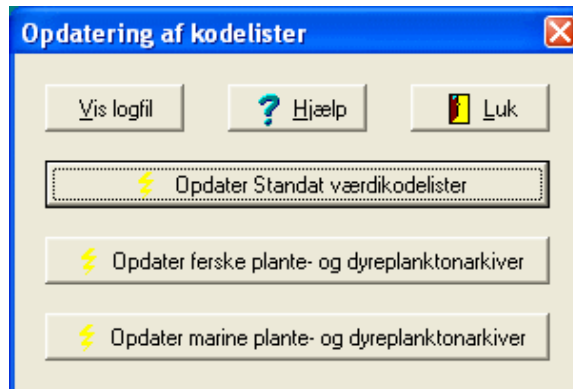 Opdatering af kodelister
Vis logfil
Hjælp
Luk
Opdater Standat værdikodelister
Opdater ferske plante- og dyreplanktonarkiver
Opdater marine plante- og dyreplanktonarkiver